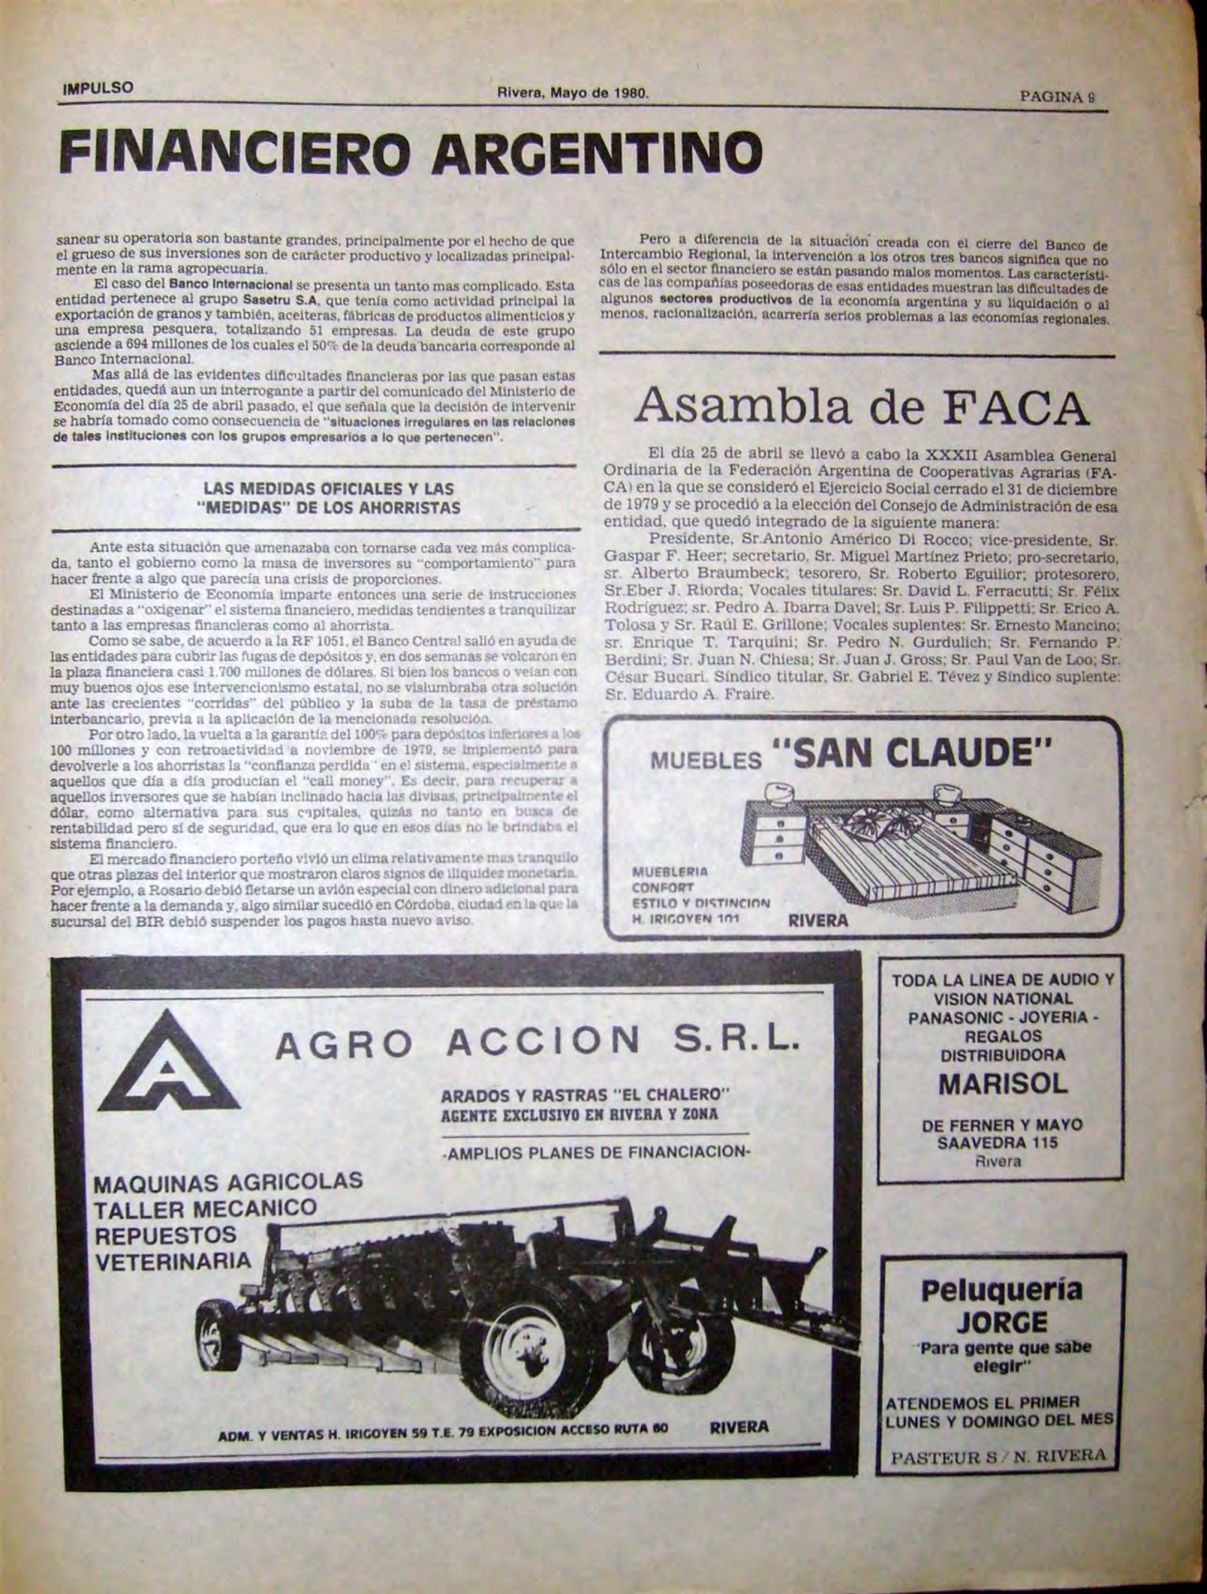 IMPULSO
Rivera, Mayo de 1980.
PAGINA 9
FINANCIERO ARGENTINO
sanear su operatoria son bastante grandes, principalmente por el hecho de que
el grueso de sus inversiones son de carácter productivo y localizadas principal-
mente en la rama agropecuaria.
El caso del Banco Internacional se presenta un tanto mas complicado. Esta
entidad pertenece al grupo Sasetru S.A, que tenía como actividad principal la
exportación de granos y también, aceiteras, fábricas de productos alimenticios y
una empresa pesquera, totalizando 51 empresas. La deuda de este grupo
asciende a 694 millones de los cuales el 50% de la deuda bancaria corresponde al
Banco Internacional.
Mas allá de las evidentes dificultades financieras por las que pasan estas
entidades, quedá aun un interrogante a partir del comunicado del Ministerio de
Economía del día 25 de abril pasado, el que señala que la decisión de intervenir
se habría tomado como consecuencia de "situaciones irregulares en las relaciones
de tales instituciones con los grupos empresarios a lo que pertenecen".
LAS MEDIDAS OFICIALES Y LAS
"MEDIDAS" DE LOS AHORRISTAS
Ante esta situación que amenazaba con tornarse cada vez más complica-
da, tanto el gobierno como la masa de inversores su "comportamiento" para
hacer frente a algo que parecía una crisis de proporciones.
El Ministerio de Economía imparte entonces una serie de instrucciones
destinadas a "oxigenar" el sistema financiero, medidas tendientes a tranquilizar
tanto a las empresas financieras como al ahorrista.
Como se sabe, de acuerdo a la RF 1051, el Banco Central salió en ayuda de
las entidades para cubrir las fugas de depósitos y, en dos semanas se volcaron en
la plaza financiera casi 1.700 millones de dólares. Si bien los bancos o veían con
muy buenos ojos ese intervencionismo estatal, no se vislumbraba otra solución
ante las crecientes "corridas" del público y la suba de la tasa de préstamo
interbancario, previa a la aplicación de la mencionada resolución.
Por otro lado, la vuelta a la garantía del 100% para depósitos inferiores a los
100 millones y con retroactividad a noviembre de 1979, se implementó para
devolverle a los ahorristas la "confianza perdida" en el sistema, especialmente a
aquellos que día a día producían el "call money". Es decir, para recuperar a
aquellos inversores que se habían inclinado hacia las divisas, principalmente el
dólar, como alternativa para sus capitales, quizás no tanto en busca de
rentabilidad pero sí de seguridad, que era lo que en esos días no le brindaba el
sistema financiero.
El mercado financiero porteño vivió un clima relativamente mas tranquilo
que otras plazas del interior que mostraron claros signos de iliquidez monetaria.
Por ejemplo, a Rosario debió fletarse un avión especial con dinero adicional para
hacer frente a la demanda y, algo similar sucedió en Córdoba, ciudad en la que la
sucursal del BIR debió suspender los pagos hasta nuevo aviso.
Pero a diferencia de la situación creada con el cierre del Banco de
Intercambio Regional, la intervención a los otros tres bancos significa que no
sólo en el sector financiero se están pasando malos momentos. Las característi-
cas de las compañías poseedoras de esas entidades muestran las dificultades de
algunos sectores productivos de la economía argentina y su liquidación o al
menos, racionalización, acarrería serios problemas a las economías regionales.
Asambla de FACA
El día 25 de abril se llevó a cabo la XXXII Asamblea General
Ordinaria de la Federación Argentina de Cooperativas Agrarias (FA-
CA) en la que se consideró el Ejercicio Social cerrado el 31 de diciembre
de 1979 y se procedió a la elección del Consejo de Administración de esa
entidad, que quedó integrado de la siguiente manera:
Presidente, Sr.Antonio Américo Di Rocco; vice-presidente, Sr.
Gaspar F. Heer; secretario, Sr. Miguel Martínez Prieto; pro-secretario,
sr. Alberto Braumbeck; tesorero, Sr. Roberto Eguilior; protesorero,
Sr.Eber J. Riorda; Vocales titulares: Sr. David L. Ferracutti; Sr. Félix
Rodríguez; sr. Pedro A. Ibarra Davel; Sr. Luis P. Filippetti; Sr. Erico A.
Tolosa y Sr. Raúl E. Grillone; Vocales suplentes: Sr. Ernesto Mancino;
sr. Enrique T. Tarquini; Sr. Pedro N. Gurdulich; Sr. Fernando P.
Berdini; Sr. Juan N. Chiesa; Sr. Juan J. Gross; Sr. Paul Van de Loo; Sr.
César Bucari. Síndico titular, Sr. Gabriel E. Tévez y Síndico suplente:
Sr. Eduardo A. Fraire.
MUEBLES "SAN CLAUDE"
MUEBLERIA
CONFORT
ESTILO Y DISTINCION
H. IRIGOYEN 101
RIVERA
AGRO ACCION S.R.L.
ARADOS Y RASTRAS "EL CHALERO"
AGENTE EXCLUSIVO EN RIVERA Y ZONA
-AMPLIOS PLANES DE FINANCIACION-
MAQUINAS AGRICOLAS
TALLER MECANICO
REPUESTOS
VETERINARIA
ADM. Y VENTAS H. IRIGOYEN 59 T.E. 79 EXPOSICION ACCESO RUTA 60 RIVERA
TODA LA LINEA DE AUDIO Y
VISION NATIONAL
PANASONIC - JOYERIA -
REGALOS
DISTRIBUIDORA
MARISOL
DE FERNER Y MAYO
SAAVEDRA 115
Rivera
Peluquería
JORGE
"Para gente que sabe
elegir"
ATENDEMOS EL PRIMER
LUNES Y DOMINGO DEL MES
PASTEUR S/N. RIVERA